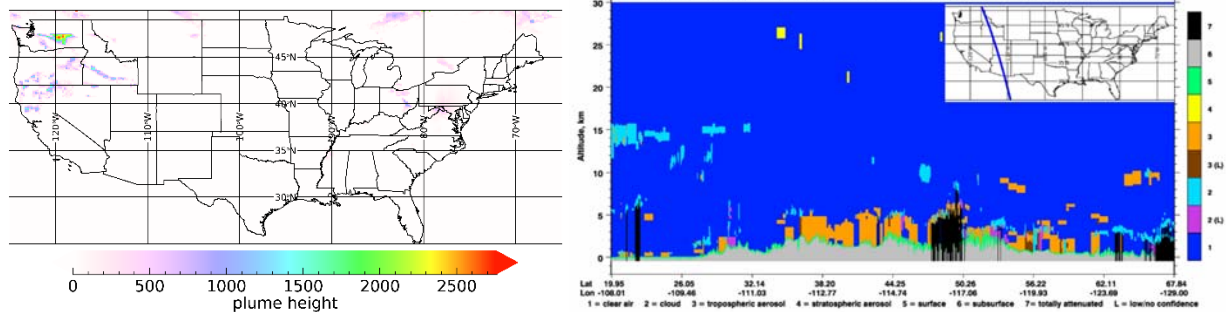 45°N
40°N
35°N
30°N
120°W
110°W
100°W
90°W
80°W
70°W
0 500 1000 1500 2000 2500
plume height
Altitude, km
30
25
20
15
10
5
0
Lat 19.95 26.05 32.14 38.20 44.25 50.26 56.22 62.11 67.84
Lon -108.01 -109.46 -111.03 -112.77 -114.74 -117.06 -119.93 -123.69 -129.00
1 = clear air 2 = cloud 3 = tropospheric aerosol 4 = stratospheric aerosol 5 = surface 6 = subsurface 7= totally attenuated L = low/no confidence
7
6
5
4
3
3 (L)
2
2 (L)
1